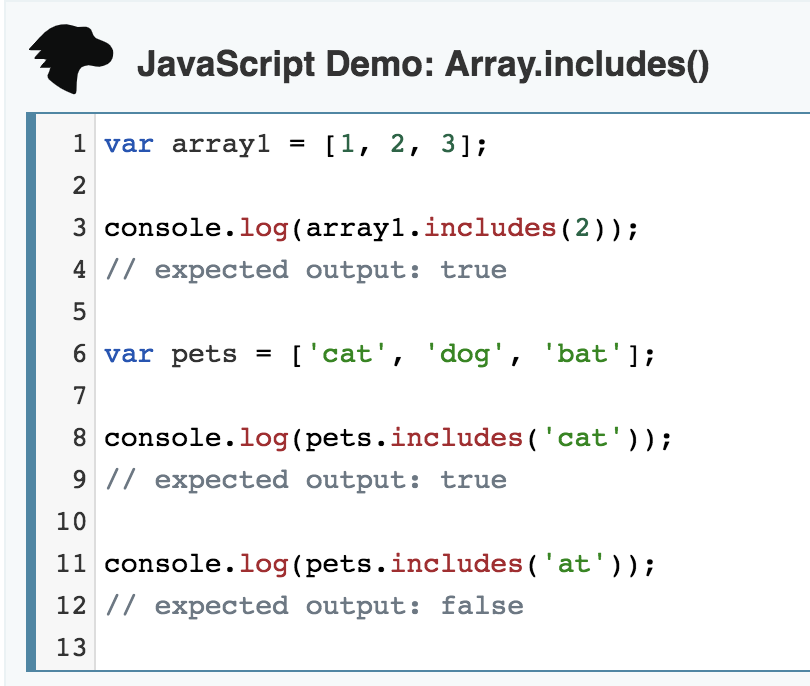 JavaScript Demo: Array.includes()
1 var array1 = [1, 2, 3];
2
3 console.log(array1.includes(2));
4 // expected output: true
5
6 var pets = ['cat', 'dog', 'bat'];
7
8 console.log(pets.includes('cat'));
9 // expected output: true
10
11 console.log(pets.includes('at'));
12 // expected output: false
13